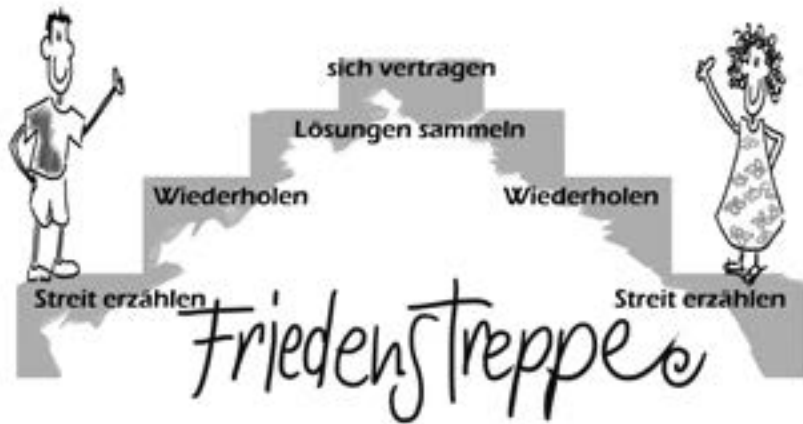 sich vertragen
Lösungen sammeln
Wiederholen Wiederholen
Streit erzählen Streit erzählen
Friedenstreppe